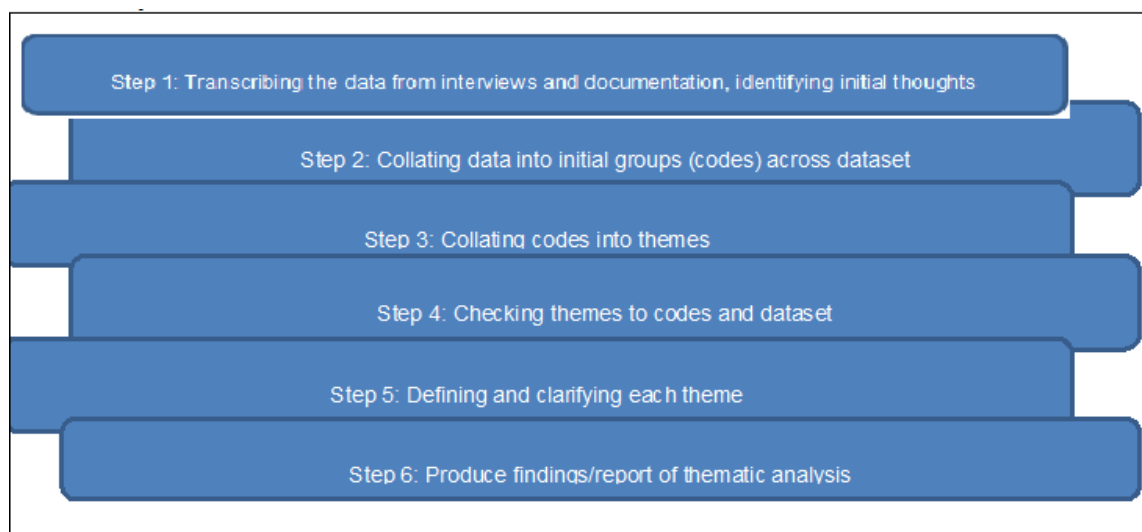 Step 1: Transcribing the data from interviews and documentation, identifying initial thoughts
Step 2: Collating data into initial groups (codes) across dataset
Step 3: Collating codes into themes
Step 4: Checking themes to codes and dataset
Step 5: Defining and clarifying each theme
Step 6: Produce findings/report of thematic analysis